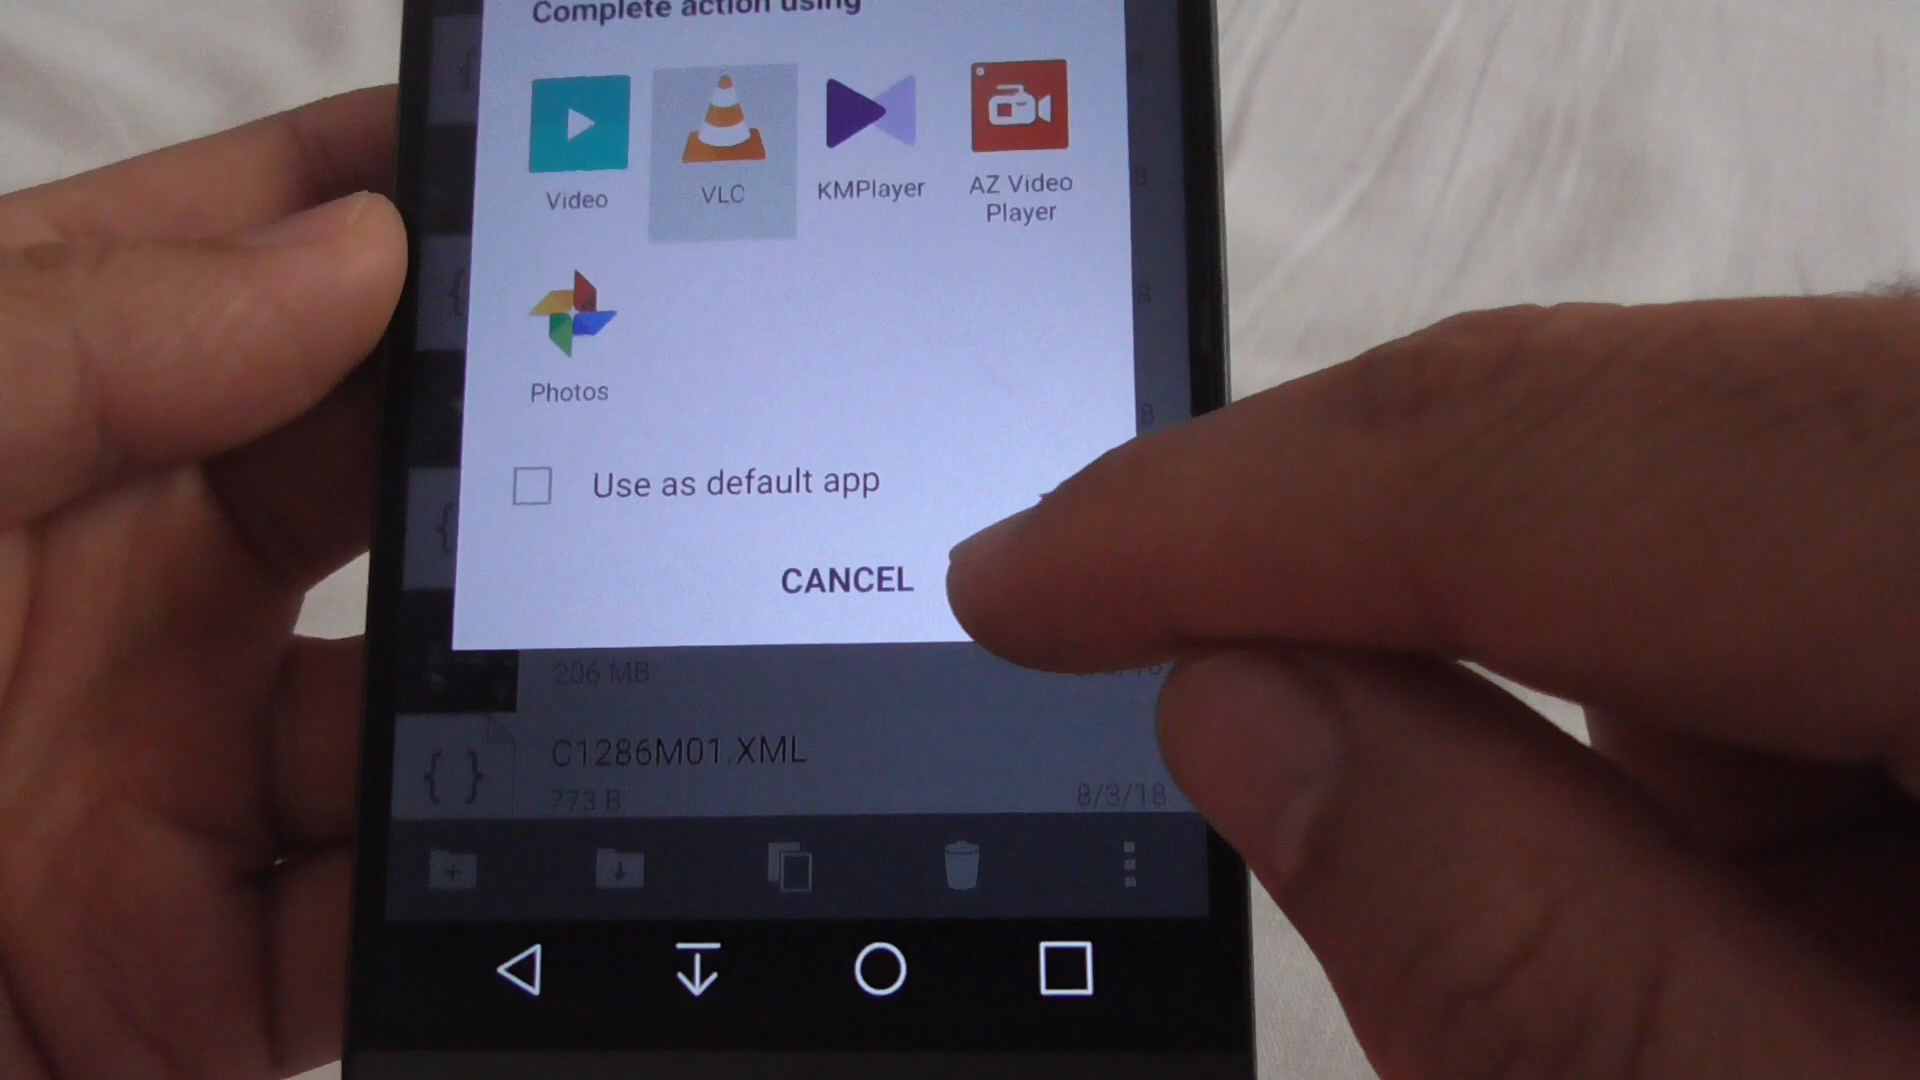 Complete action using
Video
VLC
KMPlayer
AZ Video
Player
Photos
Use as default app
CANCEL
206 MB
C1286M01.XML
773 B
8/3/18